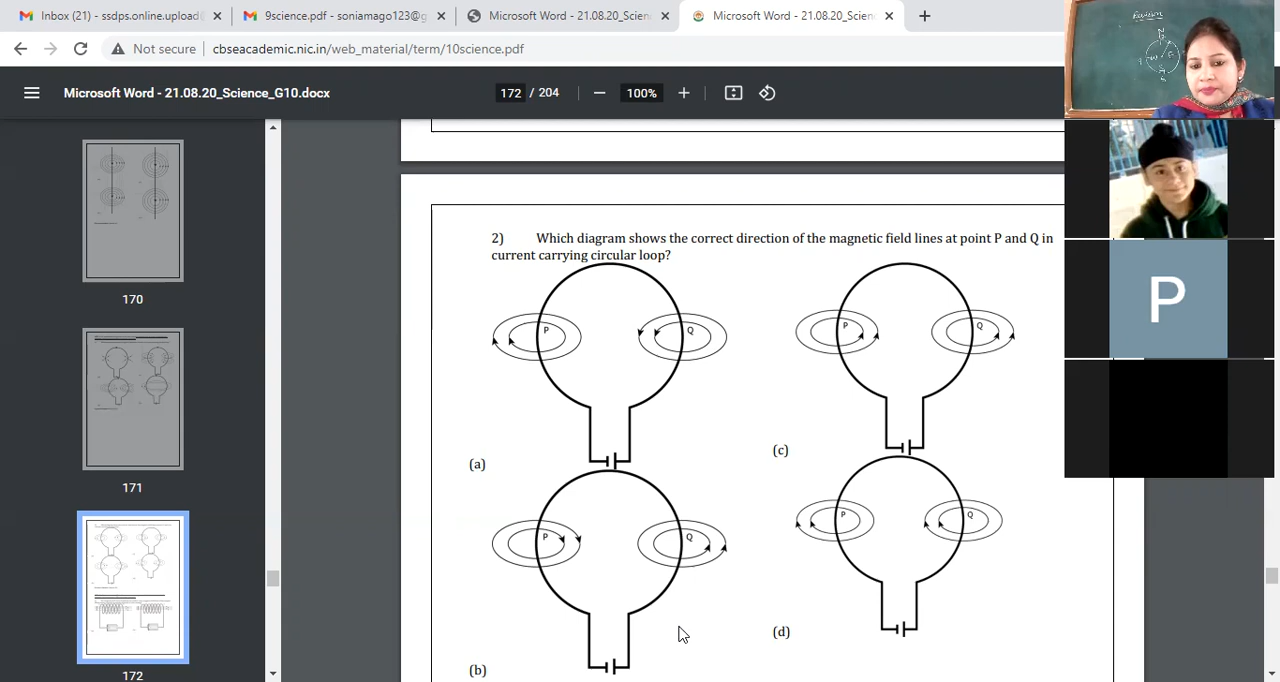 Inbox (21) - ssdps.online.upload@
9science.pdf - soniamago123@g
Microsoft Word - 21.08.20_Scien
Microsoft Word - 21.08.20_Scien
Not secure
cbseacademic.nic.in/web_material/term/10science.pdf
Microsoft Word - 21.08.20_Science_G10.docx
172 / 204
100%
Revision
170
171
172
2) Which diagram shows the correct direction of the magnetic field lines at point P and Q in
current carrying circular loop?
P
Q
P
Q
(a)
(c)
P
Q
P
Q
(b)
(d)
P